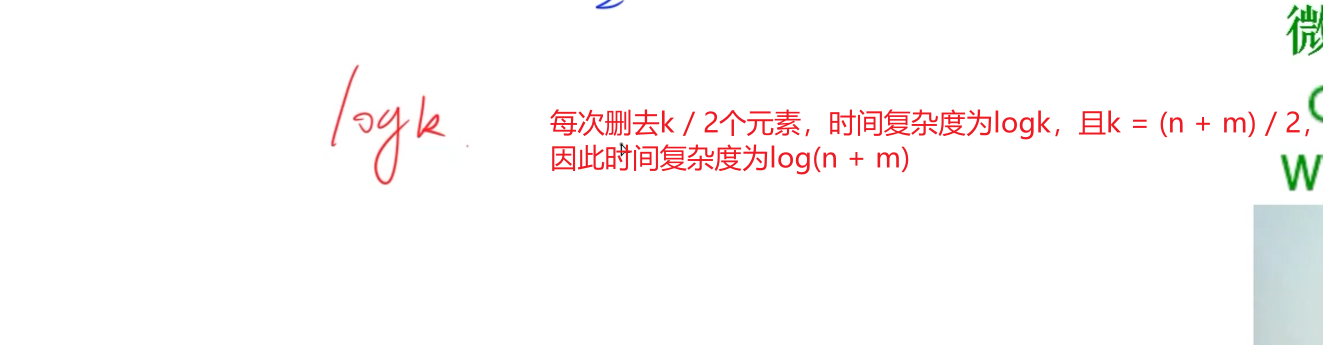 微
logk
每次删去k / 2个元素，时间复杂度为logk，且k = (n + m) / 2，
因此时间复杂度为log(n + m)
W